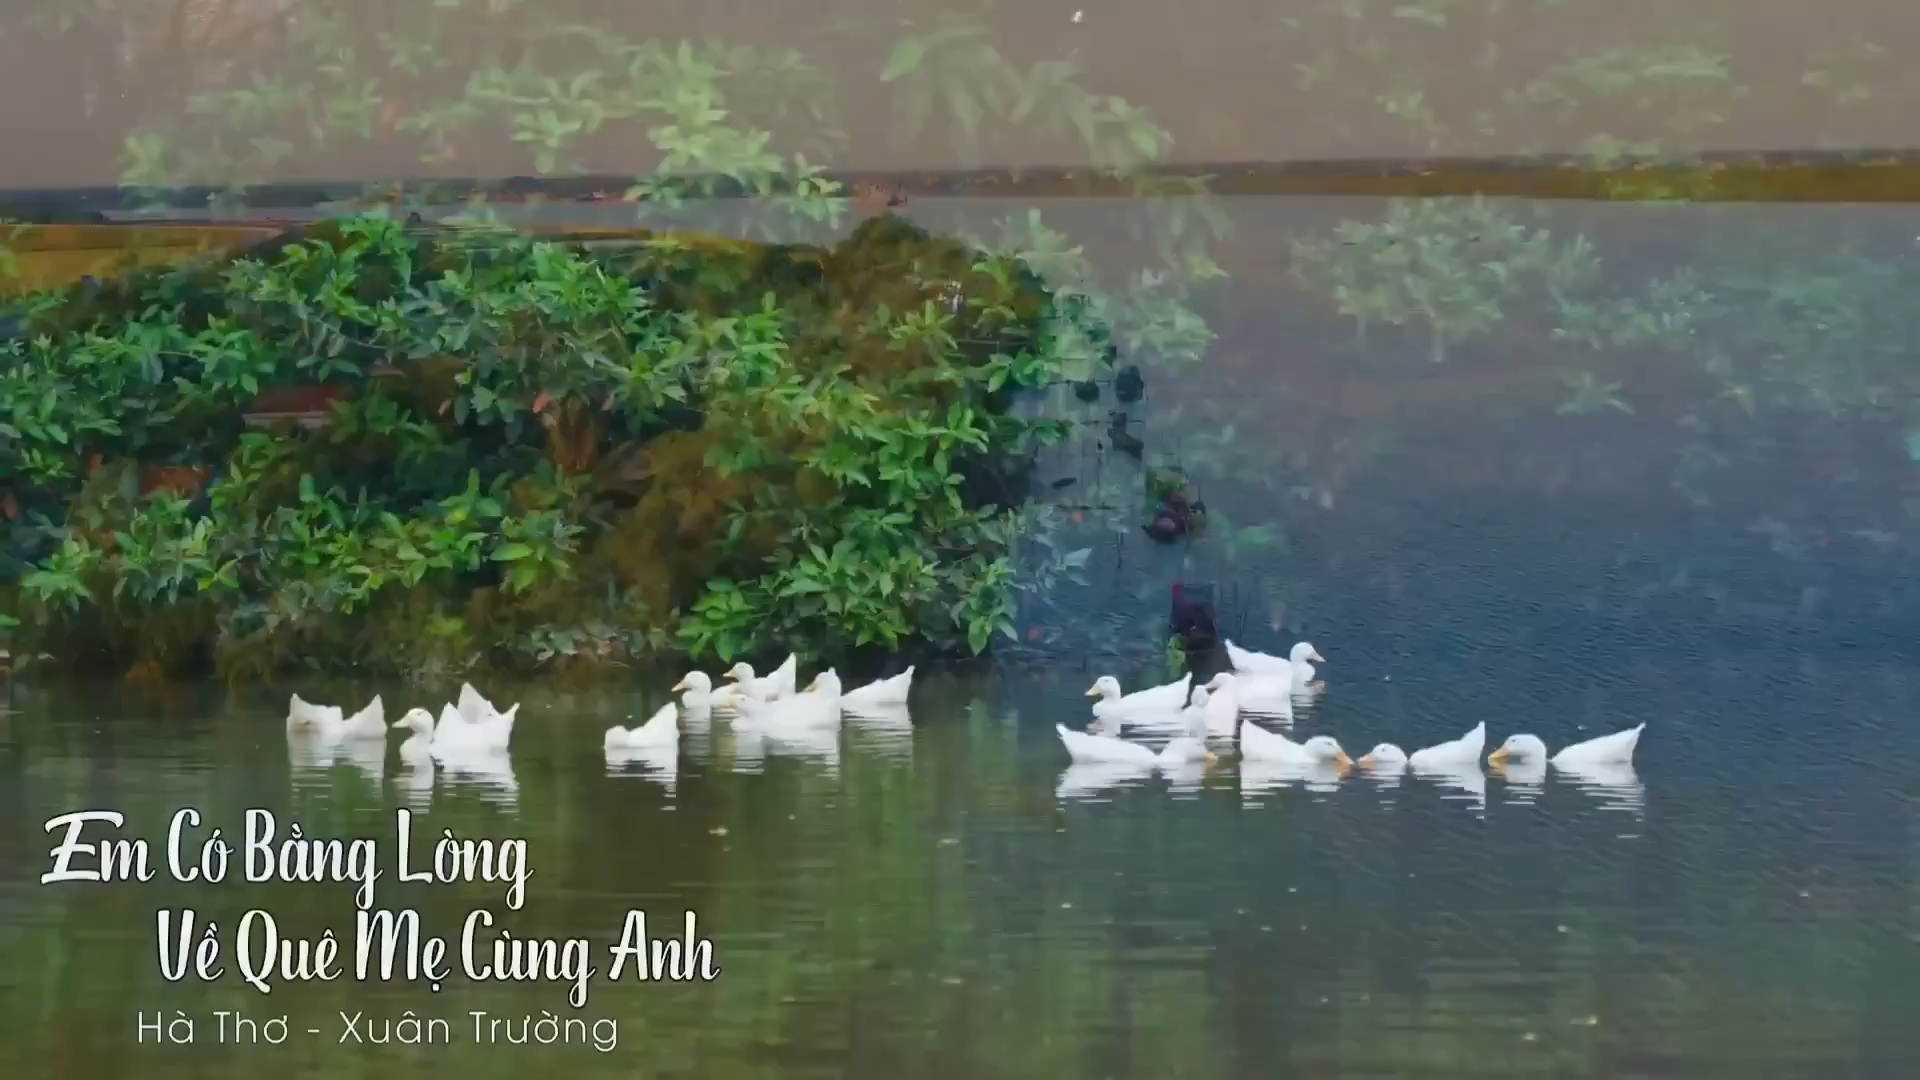 Em Có Bằng Lòng
Về Quê Mẹ Cùng Anh
Hà Thơ - Xuân Trường